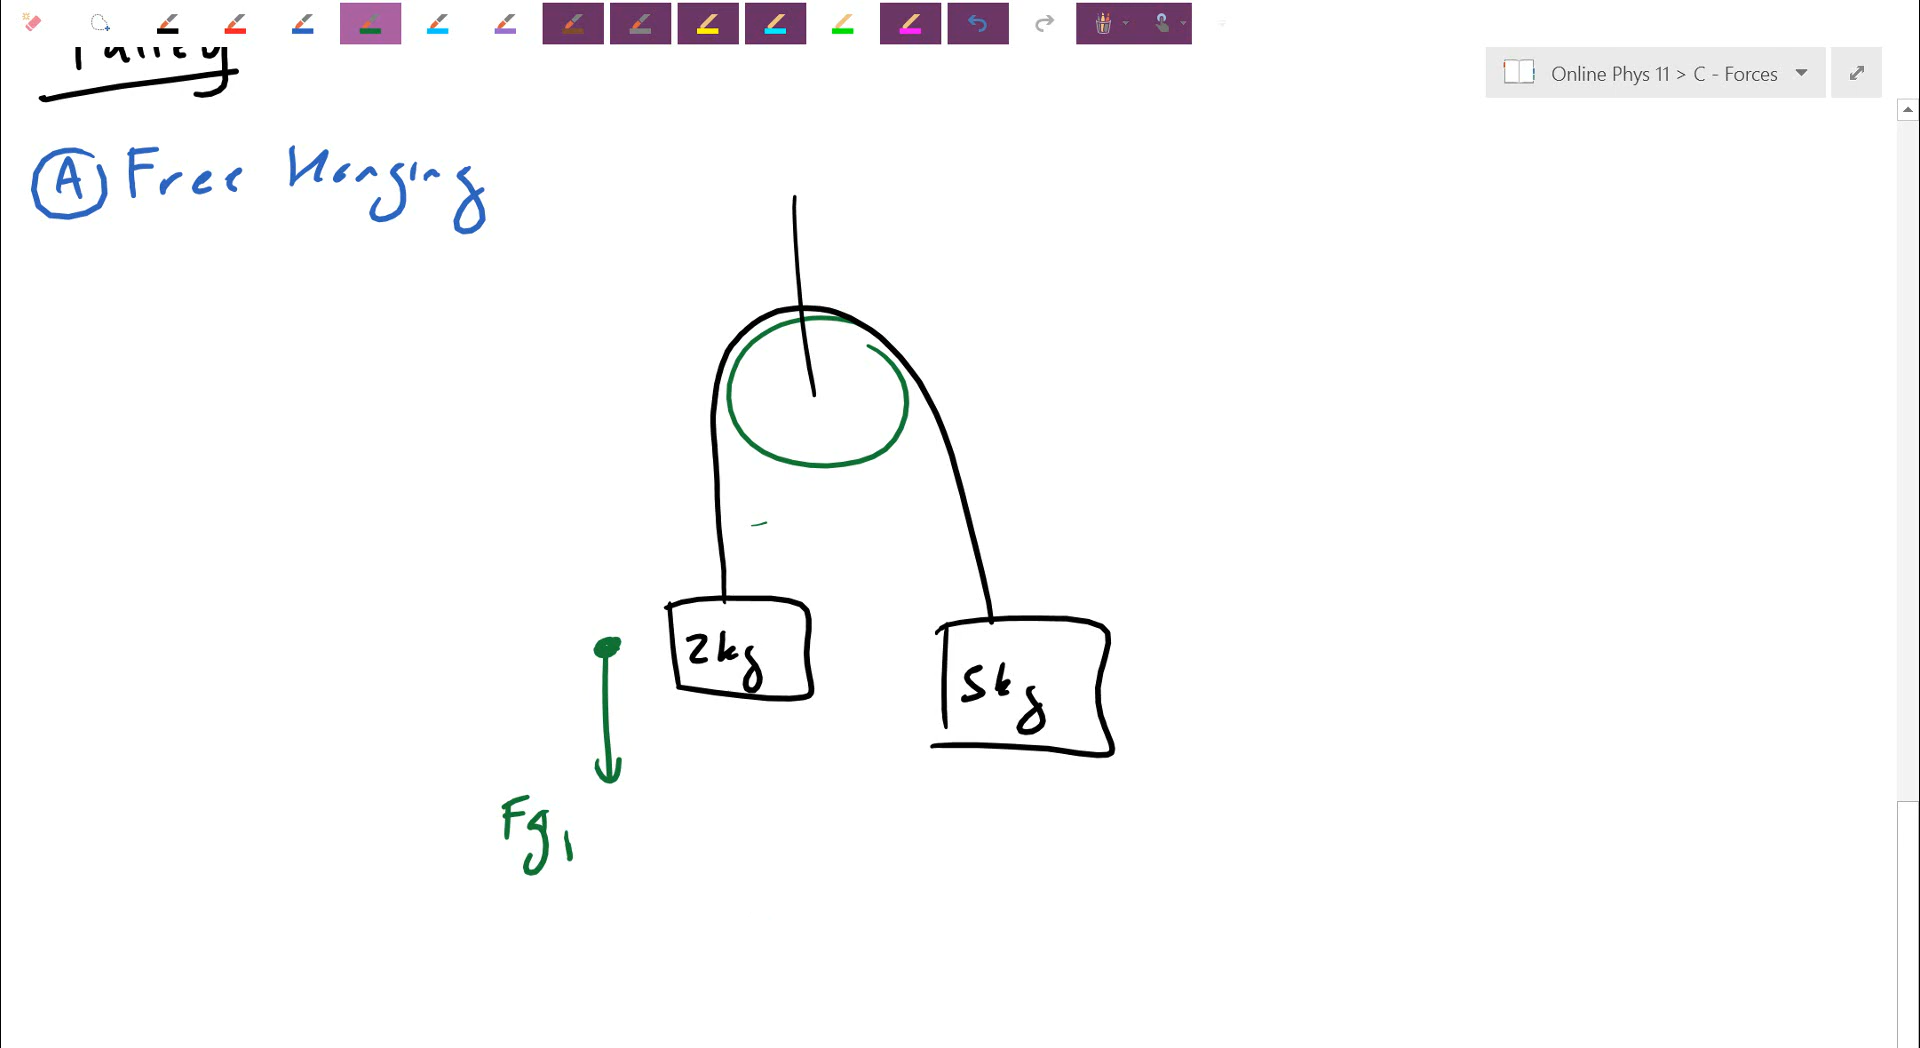 Online Phys 11 > C - Forces
A Free Hanging
2kg
5kg
Fg1